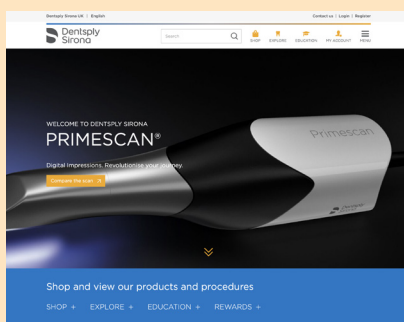 Dentsply Sirona UK | English
Contact us | Login | Register
Dentsply
Sirona
Search
SHOP
EXPLORE
EDUCATION
MY ACCOUNT
MENU
WELCOME TO DENTSPLY SIRONA
PRIMESCAN®
Digital Impressions. Revolutionise your journey.
Compare the scan
Primescan
Dentsply
Sirona
Shop and view our products and procedures
SHOP + EXPLORE + EDUCATION + REWARDS +